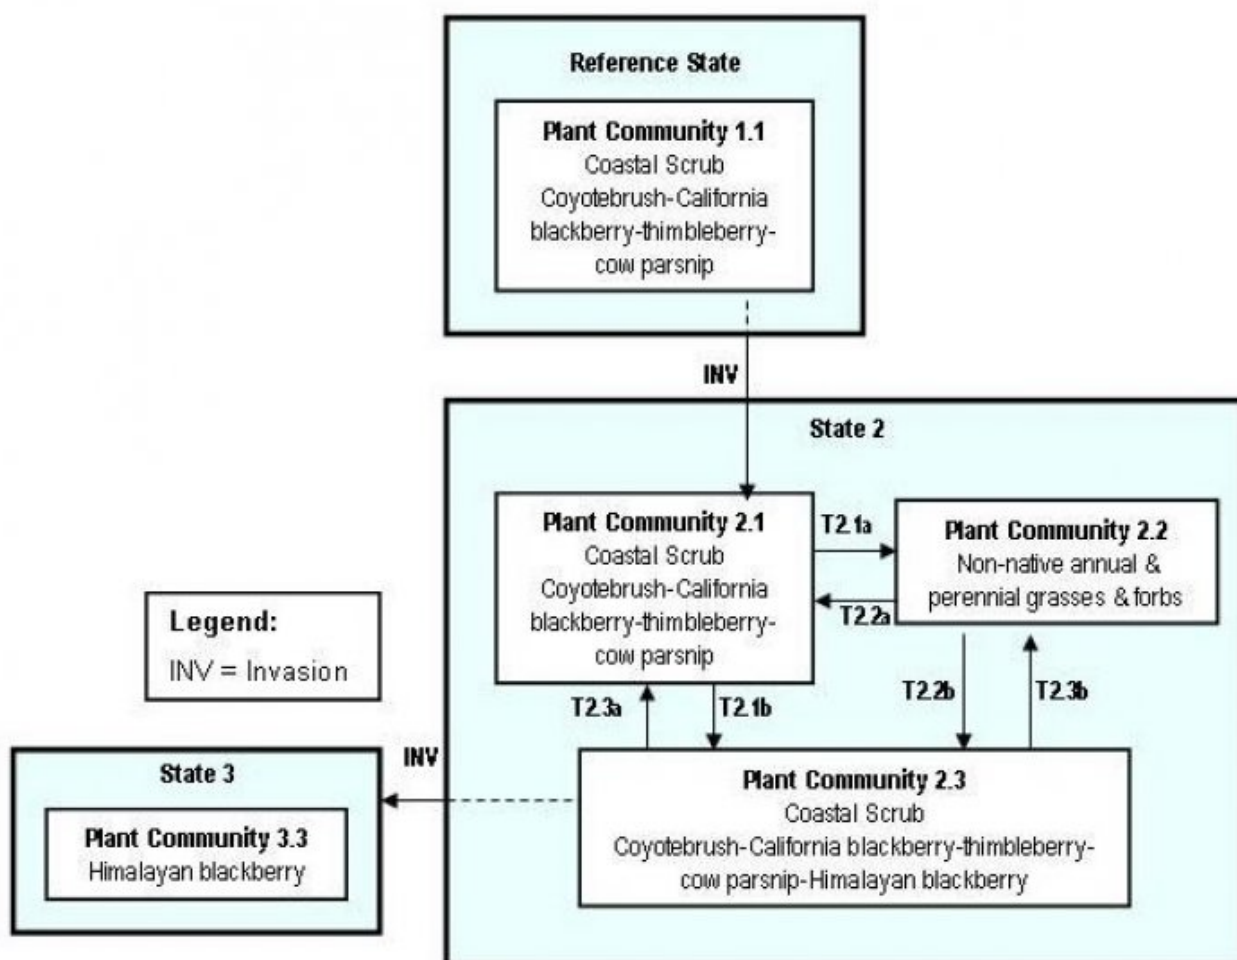 Reference State
Plant Community 1.1
Coastal Scrub
Coyotebrush-California
blackberry-thimbleberry-
cow parsnip
INV
State 2
Plant Community 2.1
Coastal Scrub
Coyotebrush-California
blackberry-thimbleberry-
cow parsnip
T2.1a
T2.2a
Plant Community 2.2
Non-native annual &
perennial grasses & forbs
Legend:
INV = Invasion
T2.3a
T2.1b
T2.2b
T2.3b
INV
State 3
Plant Community 3.3
Himalayan blackberry
Plant Community 2.3
Coastal Scrub
Coyotebrush-California blackberry-thimbleberry-
cow parsnip-Himalayan blackberry